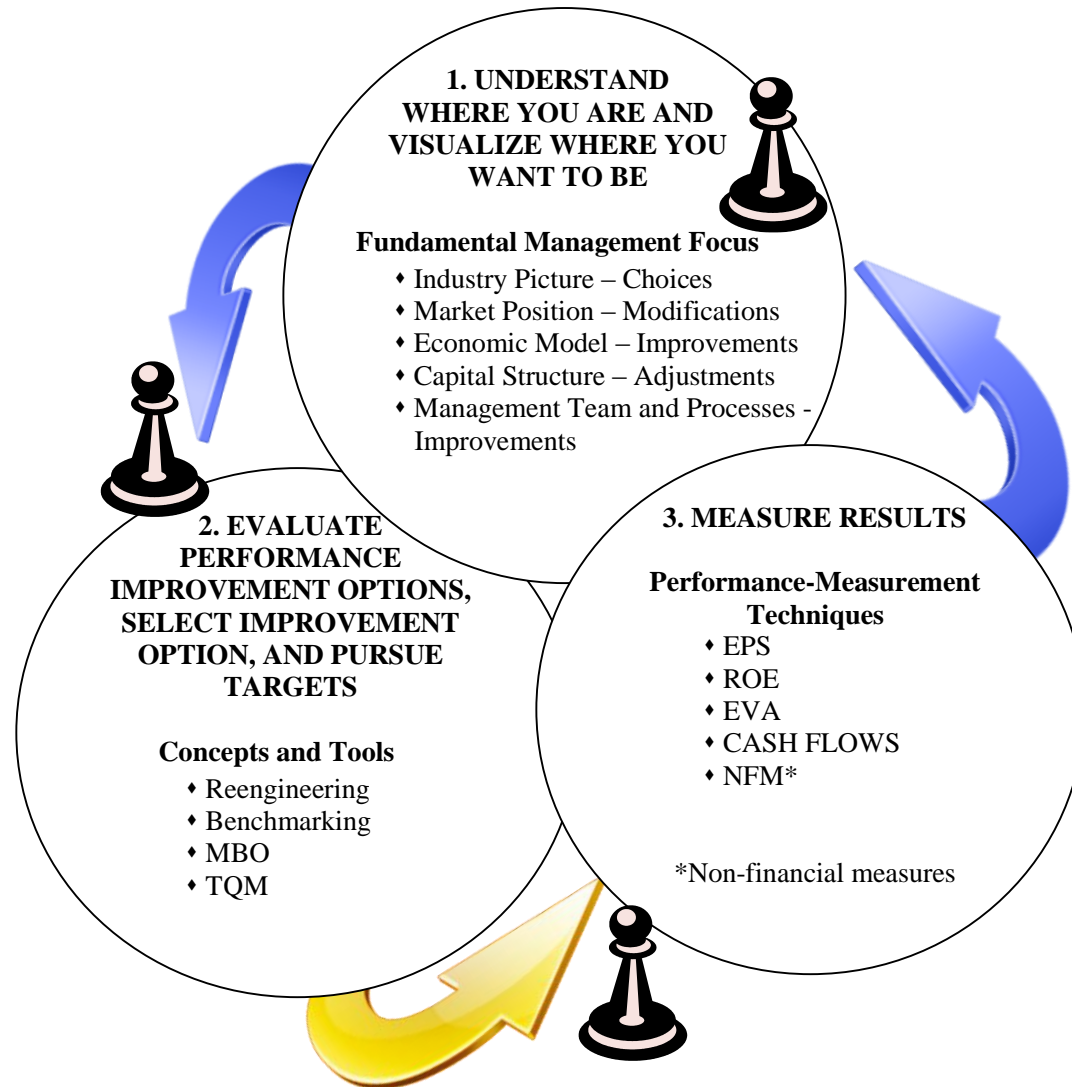 1. UNDERSTAND
WHERE YOU ARE AND
VISUALIZE WHERE YOU
WANT TO BE
Fundamental Management Focus
♦ Industry Picture – Choices
♦ Market Position – Modifications
♦ Economic Model – Improvements
♦ Capital Structure – Adjustments
♦ Management Team and Processes -
Improvements
2. EVALUATE
PERFORMANCE
IMPROVEMENT OPTIONS,
SELECT IMPROVEMENT
OPTION, AND PURSUE
TARGETS
Concepts and Tools
♦ Reengineering
♦ Benchmarking
♦ MBO
♦ TQM
3. MEASURE RESULTS
Performance-Measurement
Techniques
♦ EPS
♦ ROE
♦ EVA
♦ CASH FLOWS
♦ NFM*
*Non-financial measures